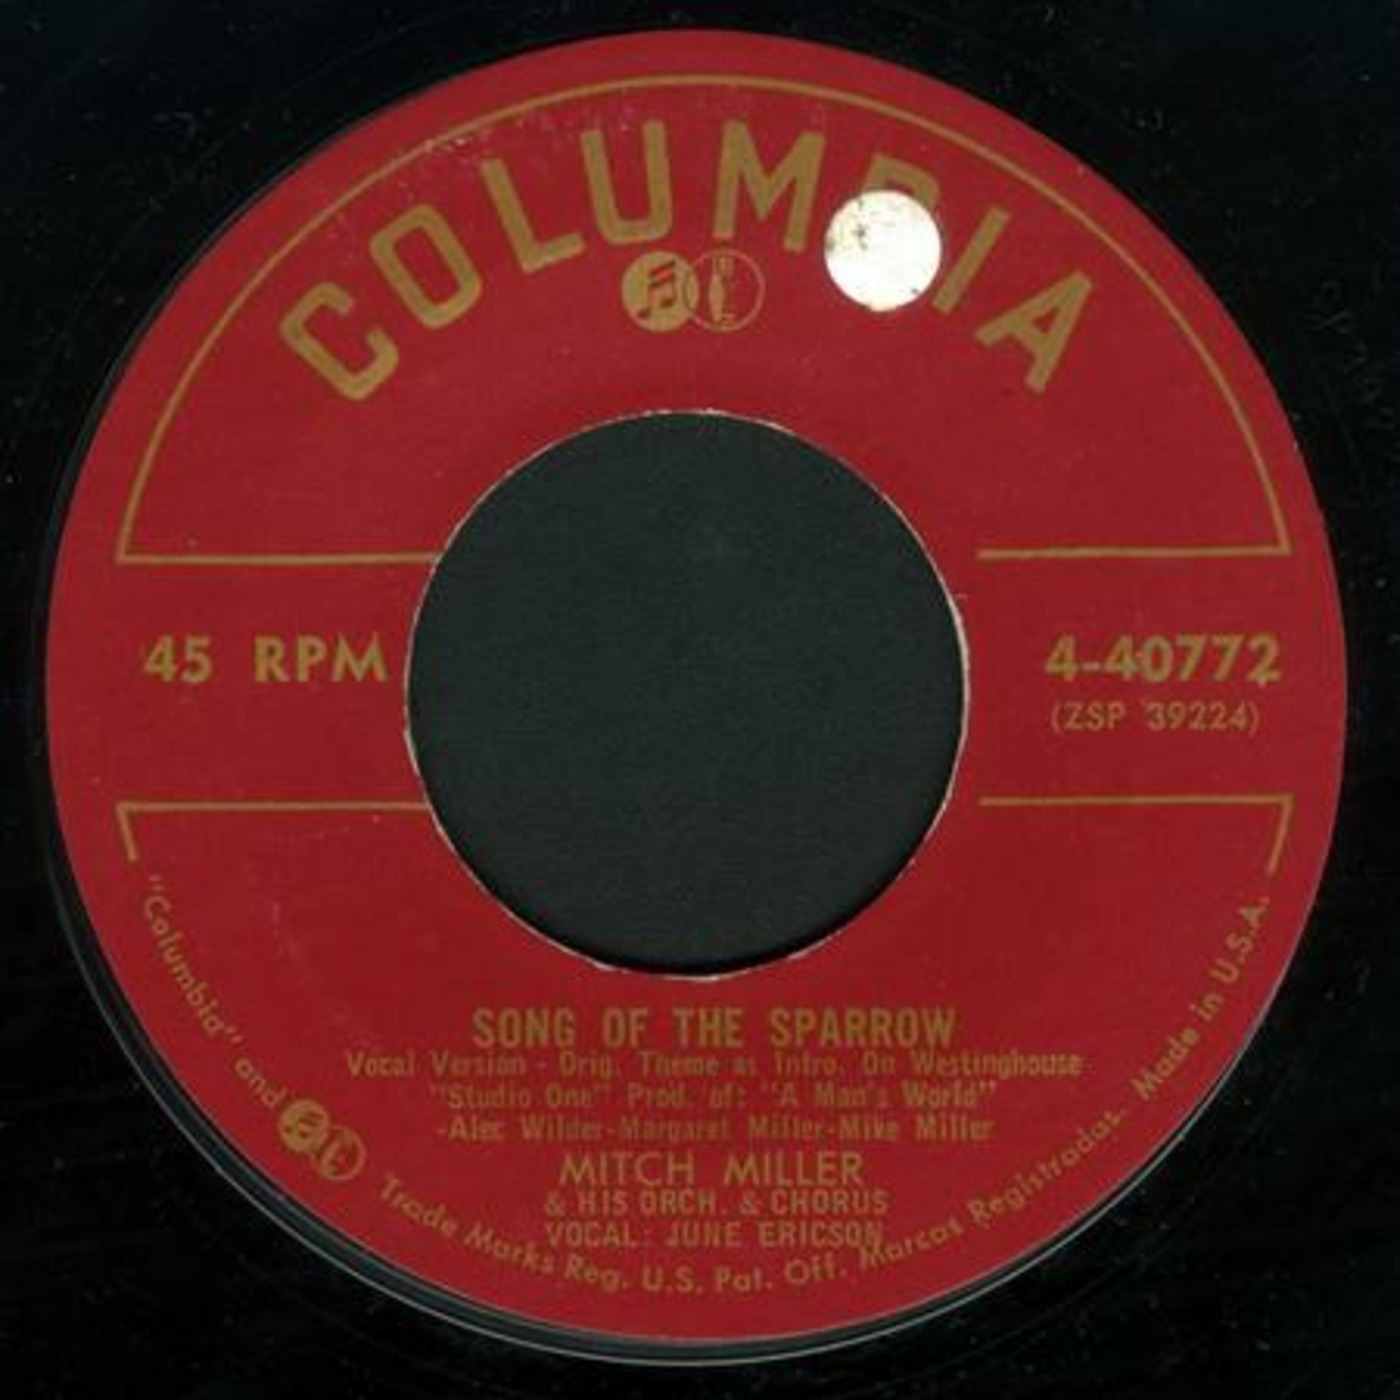 COLUMBIA
45 RPM
4-40772
(ZSP 39224)
SONG OF THE SPARROW
Vocal Version - Orig. Theme as Intro. On Westinghouse
"Studio One" Prod. of: "A Man's World"
-Alec Wilder-Margaret Miller-Mike Miller
MITCH MILLER
& HIS ORCH. & CHORUS
VOCAL: JUNE ERICSON
"Columbia" and Trade Marks Reg. U.S. Pat. Off. Marcas Registradas- Made in U.S.A.